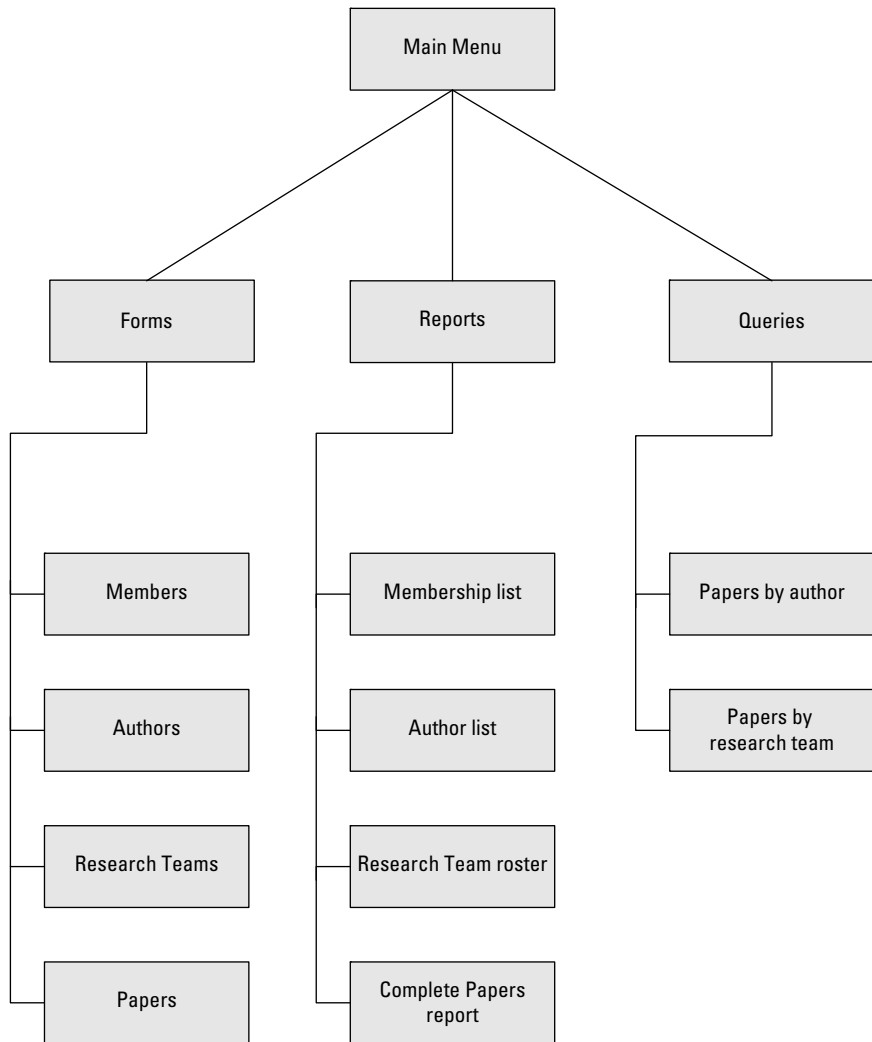 Main Menu
Forms
Reports
Queries
Members
Membership list
Papers by author
Authors
Author list
Papers by
research team
Research Teams
Research Team roster
Papers
Complete Papers
report